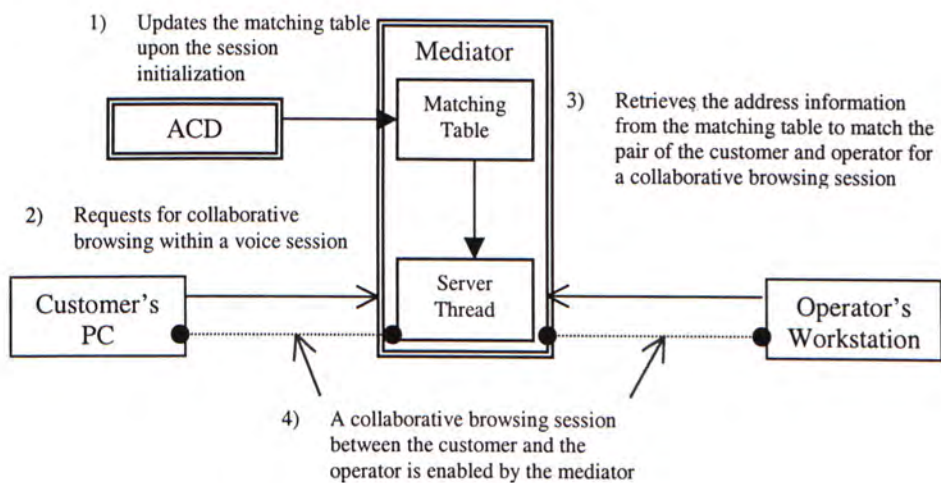 1) Updates the matching table
upon the session
initialization
Mediator
ACD
Matching
Table
3) Retrieves the address information
from the matching table to match the
pair of the customer and operator for
a collaborative browsing session
2) Requests for collaborative
browsing within a voice session
Customer's
PC
Server
Thread
Operator's
Workstation
4) A collaborative browsing session
between the customer and the
operator is enabled by the mediator